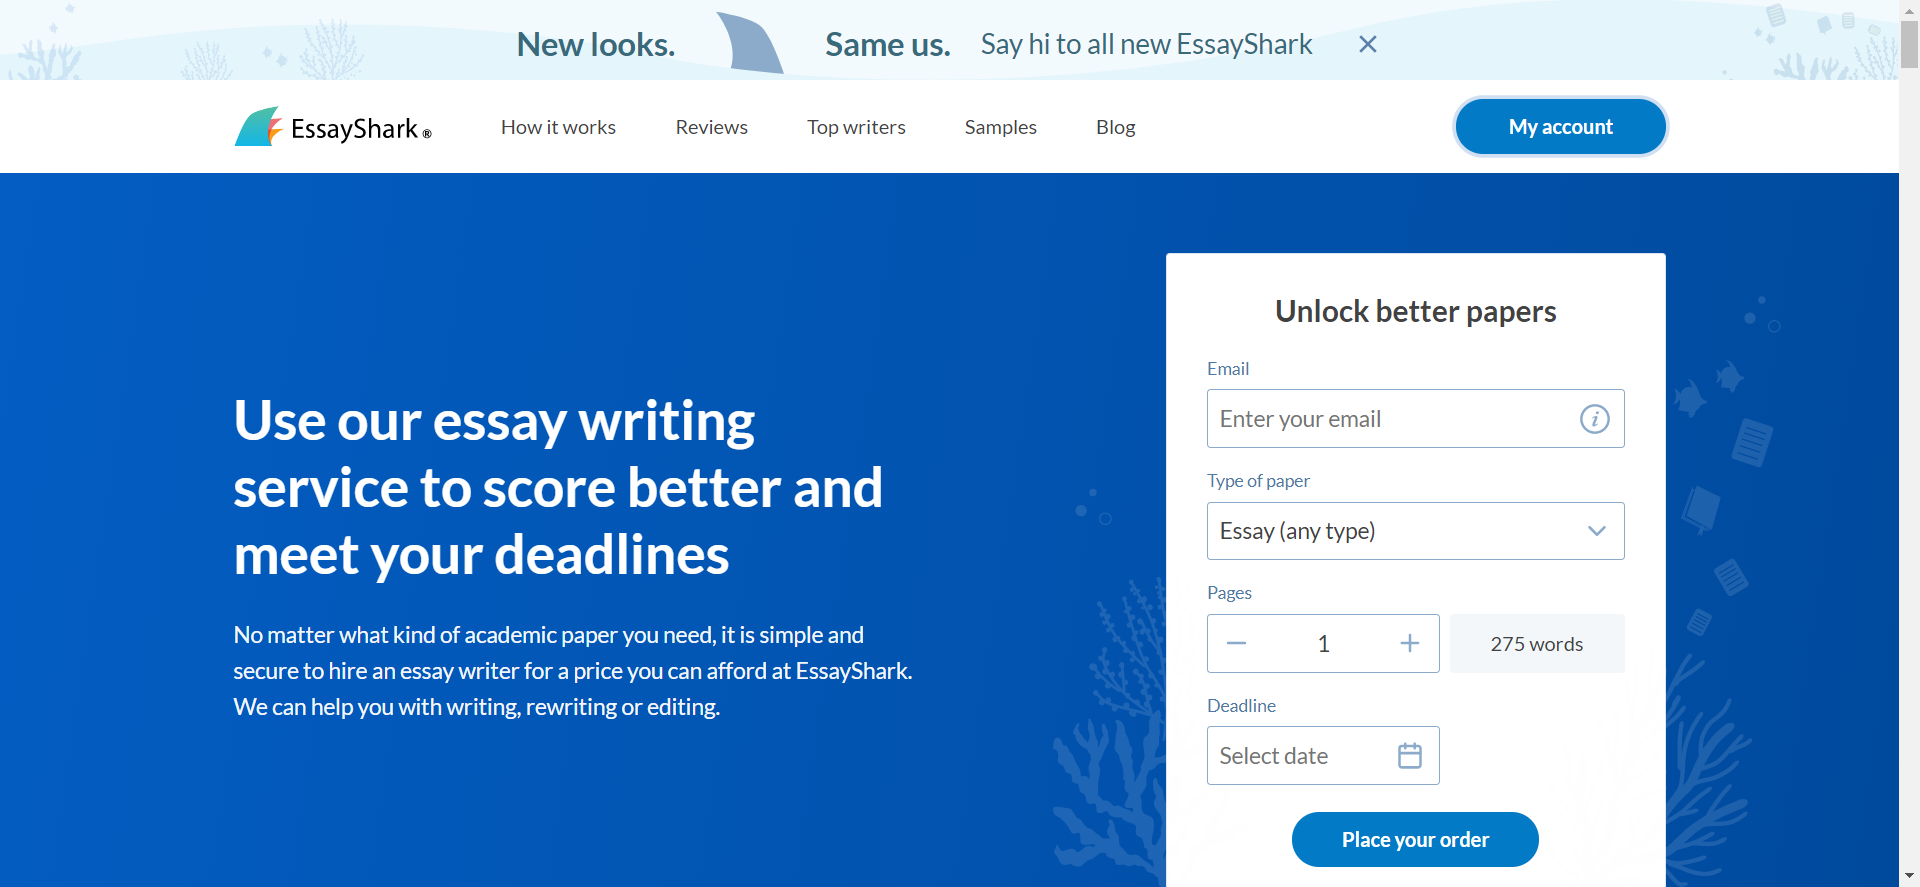 New looks.
Same us.
Say hi to all new EssayShark
EssayShark ®
How it works
Reviews
Top writers
Samples
Blog
My account
Use our essay writing
service to score better and
meet your deadlines
No matter what kind of academic paper you need, it is simple and
secure to hire an essay writer for a price you can afford at EssayShark.
We can help you with writing, rewriting or editing.
Unlock better papers
Email
Enter your email
Type of paper
Essay (any type)
Pages
1
275 words
Deadline
Select date
Place your order